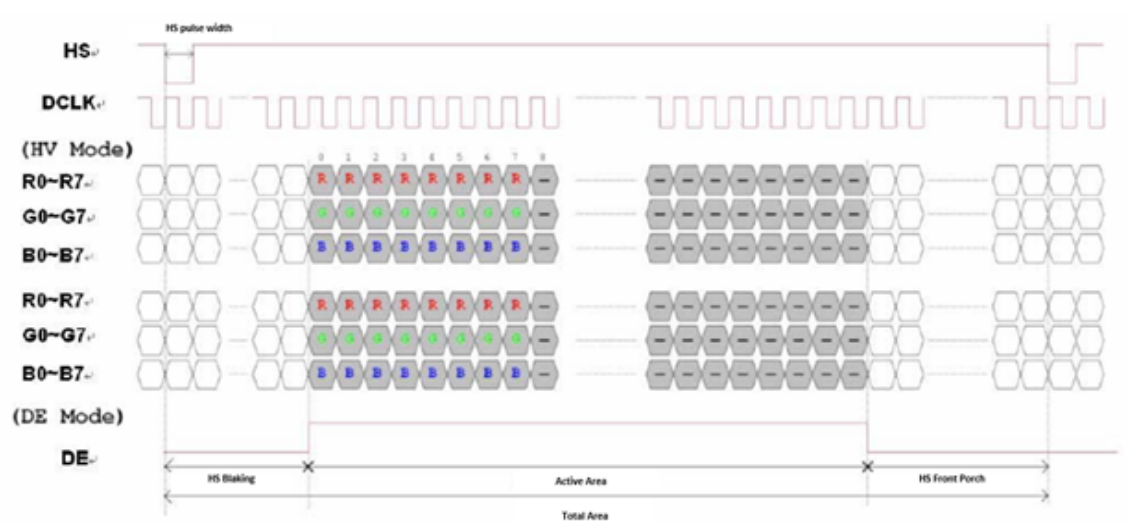 HS pulse width
HS
DCLK
(HV Mode)
0 1 2 3 4 5 6 7 8
R0~R7 R R R R R R R R
G0~G7 G G G G G G G G
B0~B7 B B B B B B B B
R0~R7 R R R R R R R R
G0~G7 G G G G G G G G
B0~B7 B B B B B B B B
(DE Mode)
DE
HS Blaking Active Area HS Front Porch
Total Area